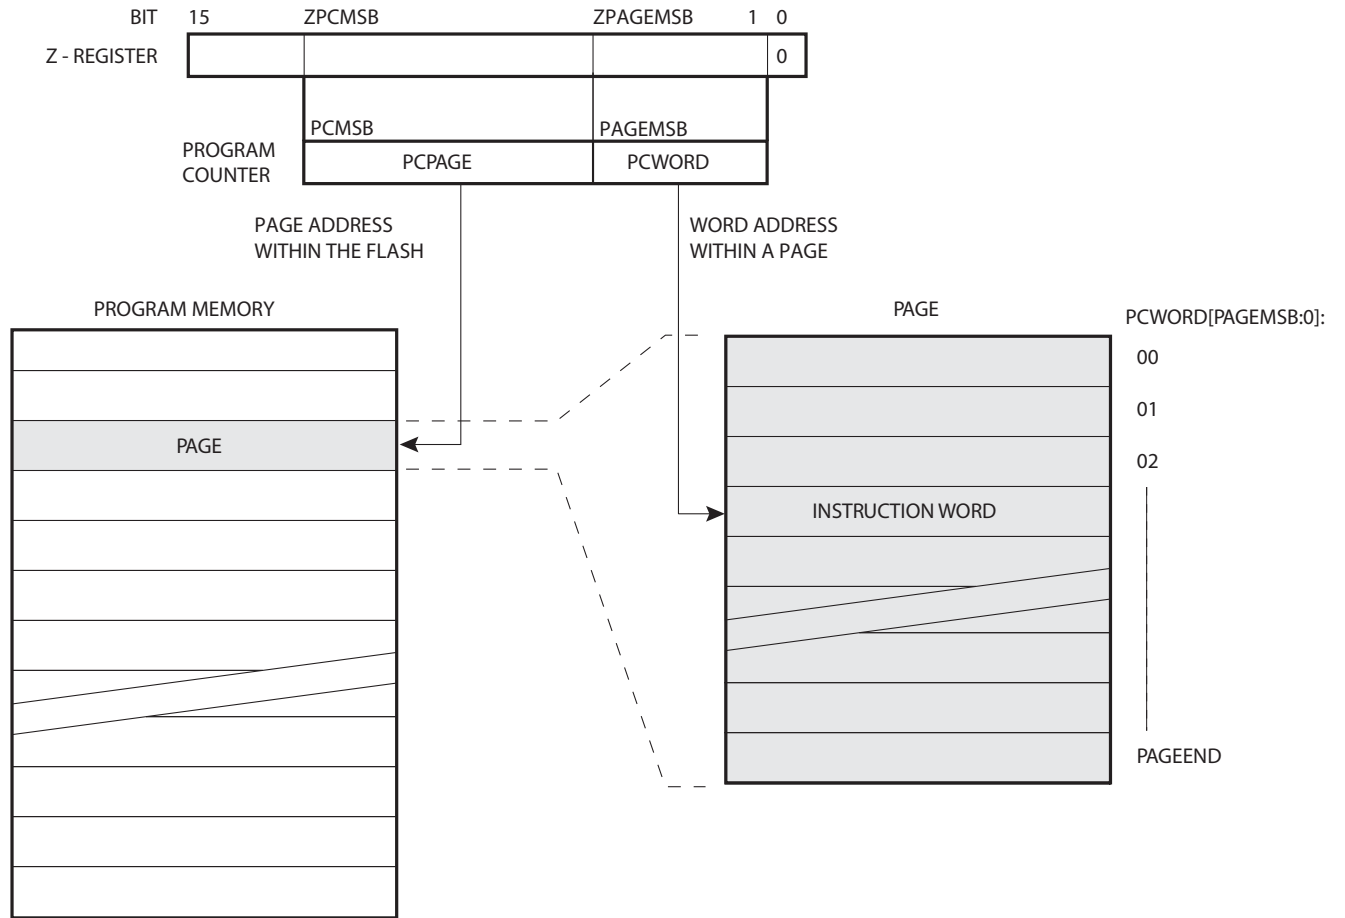 BIT 15 ZPCMSB ZPAGEMSB 1 0
Z - REGISTER 0
PCMSB PAGEMSB
PROGRAM
COUNTER
PCPAGE PCWORD
PAGE ADDRESS
WITHIN THE FLASH
WORD ADDRESS
WITHIN A PAGE
PROGRAM MEMORY
PAGE
PAGE
PCWORD[PAGEMSB:0]:
00
01
02
INSTRUCTION WORD
PAGEEND